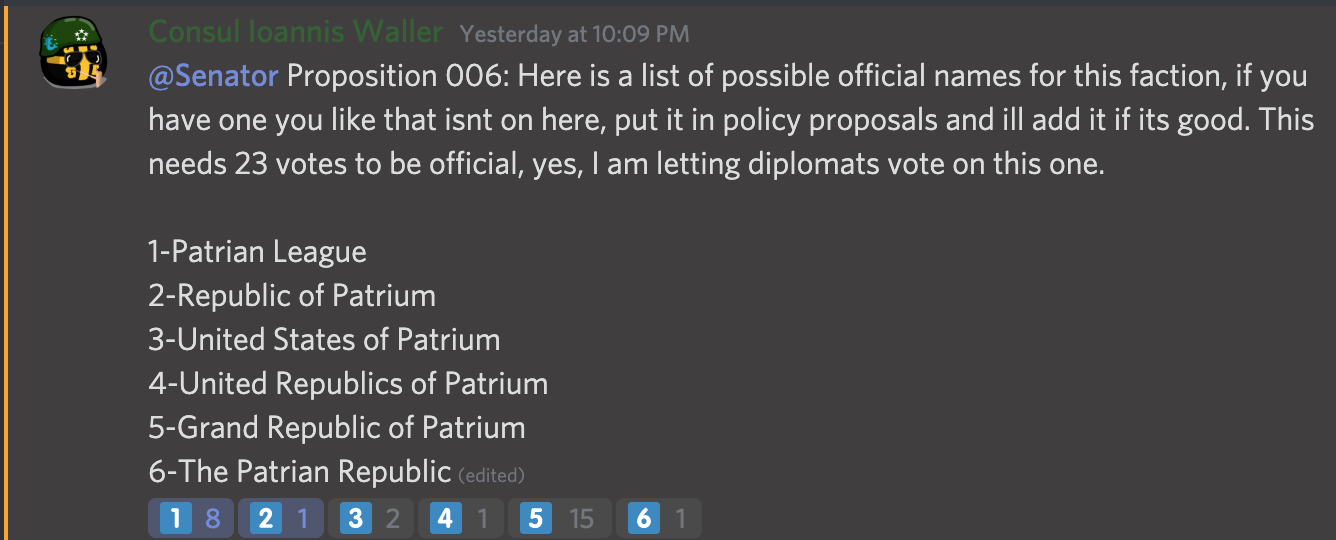 Consul Ioannis Waller Yesterday at 10:09 PM
@Senator Proposition 006: Here is a list of possible official names for this faction, if you
have one you like that isnt on here, put it in policy proposals and ill add it if its good. This
needs 23 votes to be official, yes, I am letting diplomats vote on this one.
1-Patrian League
2-Republic of Patrium
3-United States of Patrium
4-United Republics of Patrium
5-Grand Republic of Patrium
6-The Patrian Republic (edited)
1 8 2 1 3 2 4 1 5 15 6 1